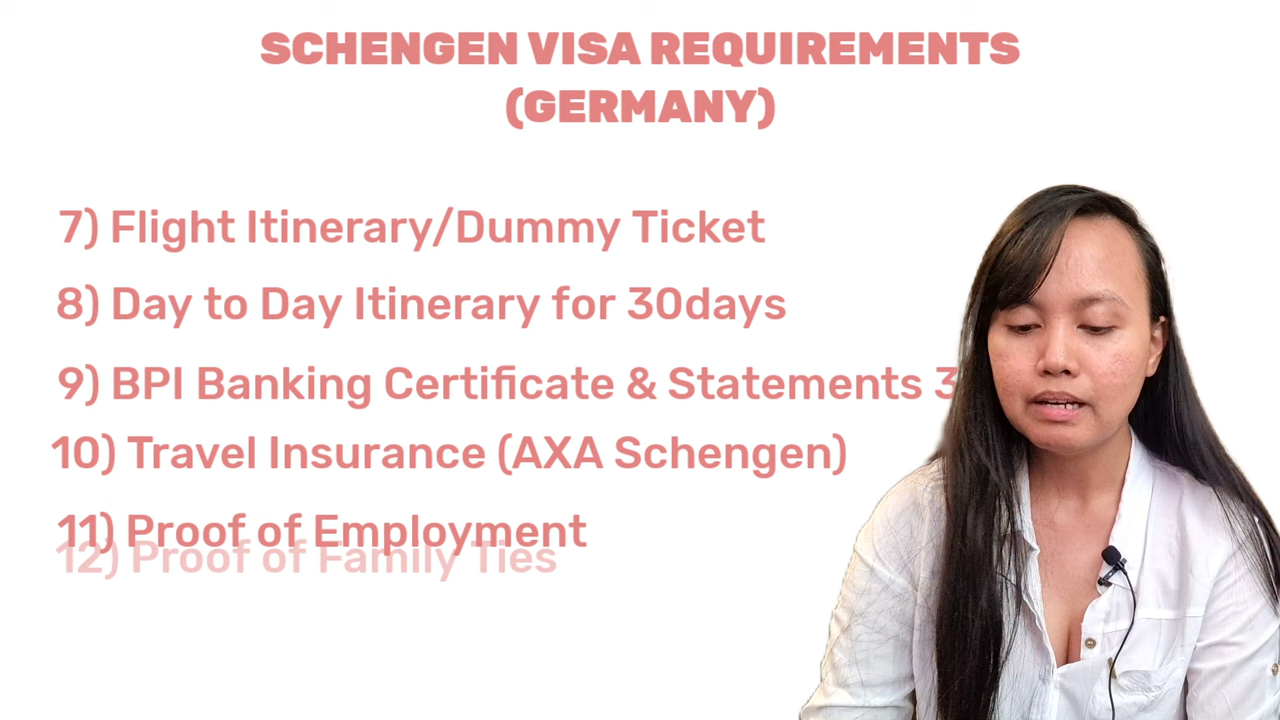 SCHENGEN VISA REQUIREMENTS
(GERMANY)
7) Flight Itinerary/Dummy Ticket
8) Day to Day Itinerary for 30days
9) BPI Banking Certificate & Statements 3
10) Travel Insurance (AXA Schengen)
11) Proof of Employment
12) Proof of Family Ties